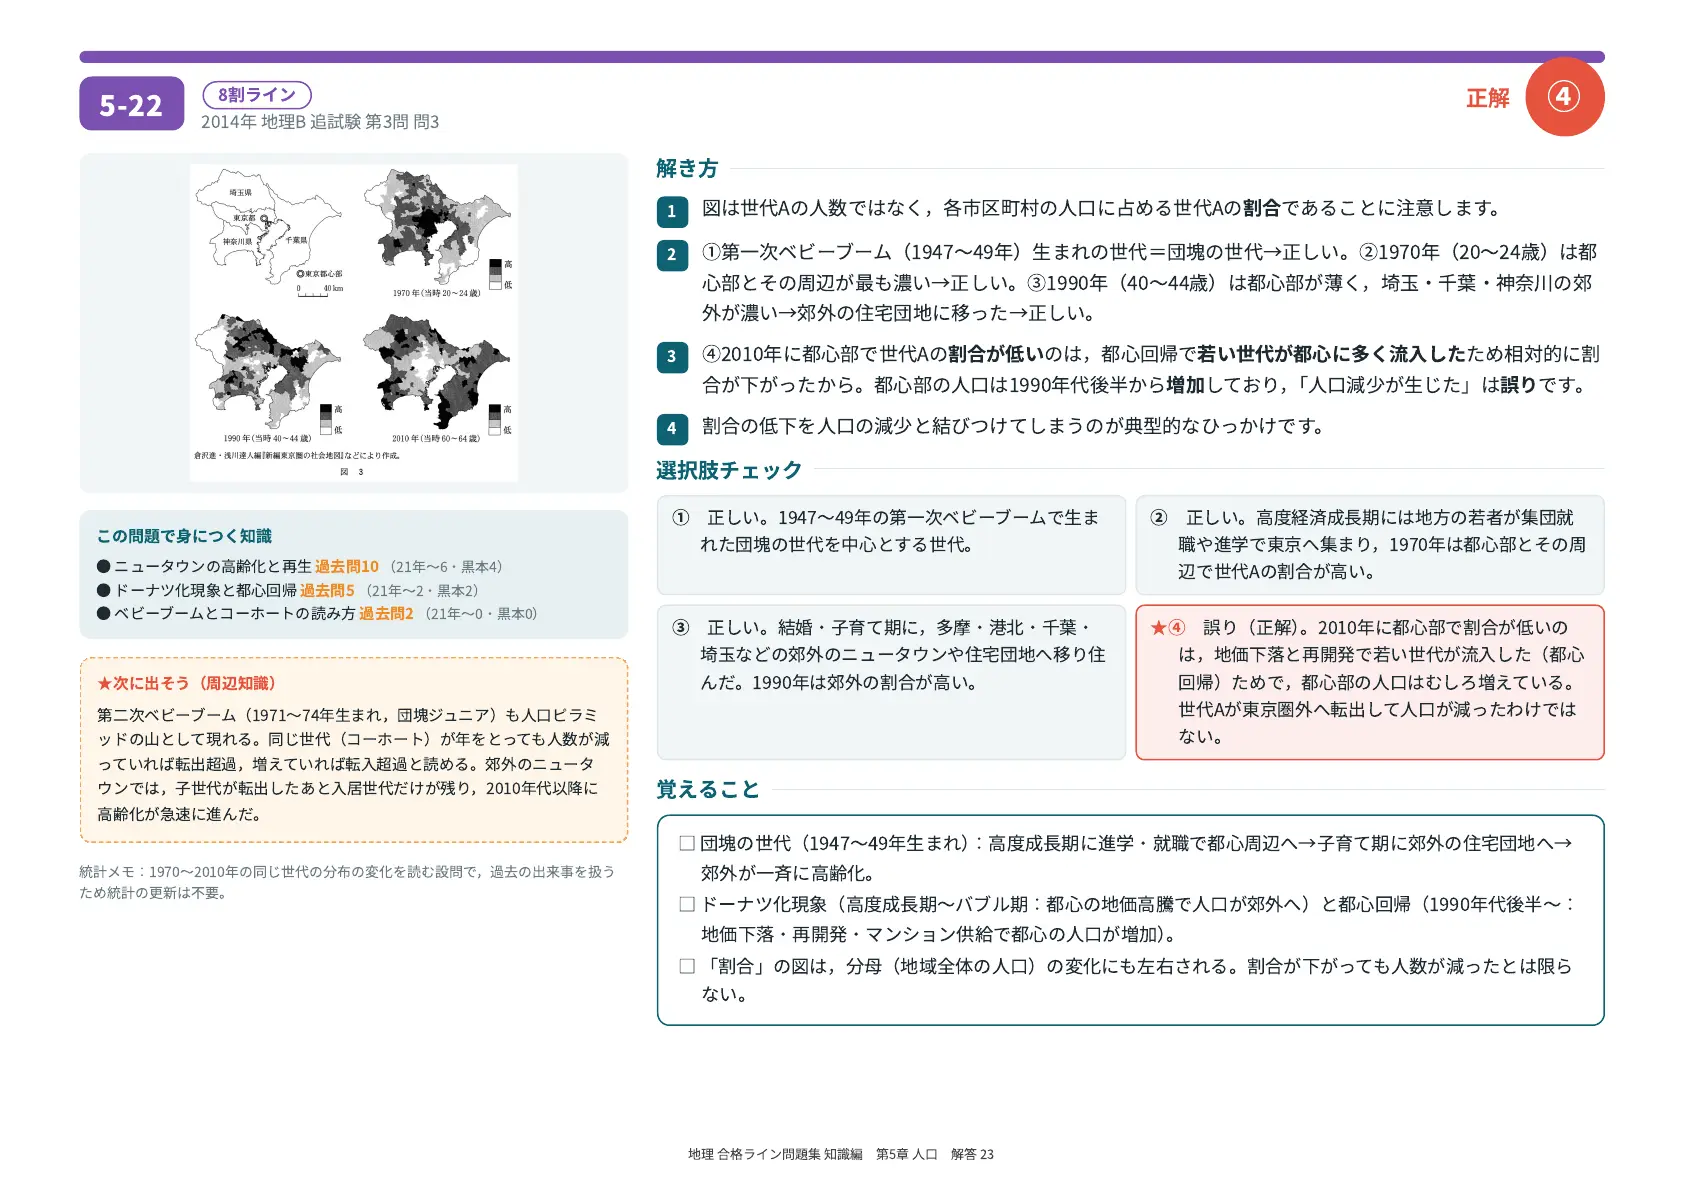 5-22
8割ライン
2014年 地理B 追試験 第3問 問3
正解 ④
埼玉県
東京都
神奈川県
千葉県
◎東京都心部
0 40 km
高
低
1970 年(当時 20～24 歳)
高
低
1990 年(当時 40～44 歳)
高
低
2010 年(当時 60～64 歳)
倉沢進・浅川達人編『新編東京圏の社会地図』などにより作成。
図 3
この問題で身につく知識
● ニュータウンの高齢化と再生 過去問10 （21年～6・黒本4）
● ドーナツ化現象と都心回帰 過去問5 （21年～2・黒本2）
● ベビーブームとコーホートの読み方 過去問2 （21年～0・黒本0）
★次に出そう（周辺知識）
第二次ベビーブーム（1971～74年生まれ，団塊ジュニア）も人口ピラミ
ッドの山として現れる。同じ世代（コーホート）が年をとっても人数が減
っていれば転出超過，増えていれば転入超過と読める。郊外のニュータ
ウンでは，子世代が転出したあと入居世代だけが残り，2010年代以降に
高齢化が急速に進んだ。
統計メモ：1970～2010年の同じ世代の分布の変化を読む設問で，過去の出来事を扱う
ため統計の更新は不要。
解き方
1 図は世代Aの人数ではなく，各市区町村の人口に占める世代Aの割合であることに注意します。
2 ①第一次ベビーブーム（1947～49年）生まれの世代＝団塊の世代→正しい。②1970年（20～24歳）は都
心部とその周辺が最も濃い→正しい。③1990年（40～44歳）は都心部が薄く，埼玉・千葉・神奈川の郊
外が濃い→郊外の住宅団地に移った→正しい。
3 ④2010年に都心部で世代Aの割合が低いのは，都心回帰で若い世代が都心に多く流入したため相対的に割
合が下がったから。都心部の人口は1990年代後半から増加しており，「人口減少が生じた」は誤りです。
4 割合の低下を人口の減少と結びつけてしまうのが典型的なひっかけです。
選択肢チェック
① 正しい。1947～49年の第一次ベビーブームで生ま
れた団塊の世代を中心とする世代。
② 正しい。高度経済成長期には地方の若者が集団就
職や進学で東京へ集まり，1970年は都心部とその周
辺で世代Aの割合が高い。
③ 正しい。結婚・子育て期に，多摩・港北・千葉・
埼玉などの郊外のニュータウンや住宅団地へ移り住
んだ。1990年は郊外の割合が高い。
★④ 誤り（正解）。2010年に都心部で割合が低いの
は，地価下落と再開発で若い世代が流入した（都心
回帰）ためで，都心部の人口はむしろ増えている。
世代Aが東京圏外へ転出して人口が減ったわけでは
ない。
覚えること
□ 団塊の世代（1947～49年生まれ）：高度成長期に進学・就職で都心周辺へ→子育て期に郊外の住宅団地へ→
郊外が一斉に高齢化。
□ ドーナツ化現象（高度成長期～バブル期：都心の地価高騰で人口が郊外へ）と都心回帰（1990年代後半～：
地価下落・再開発・マンション供給で都心の人口が増加）。
□ 「割合」の図は，分母（地域全体の人口）の変化にも左右される。割合が下がっても人数が減ったとは限ら
ない。
地理 合格ライン問題集 知識編 第5章 人口 解答 23